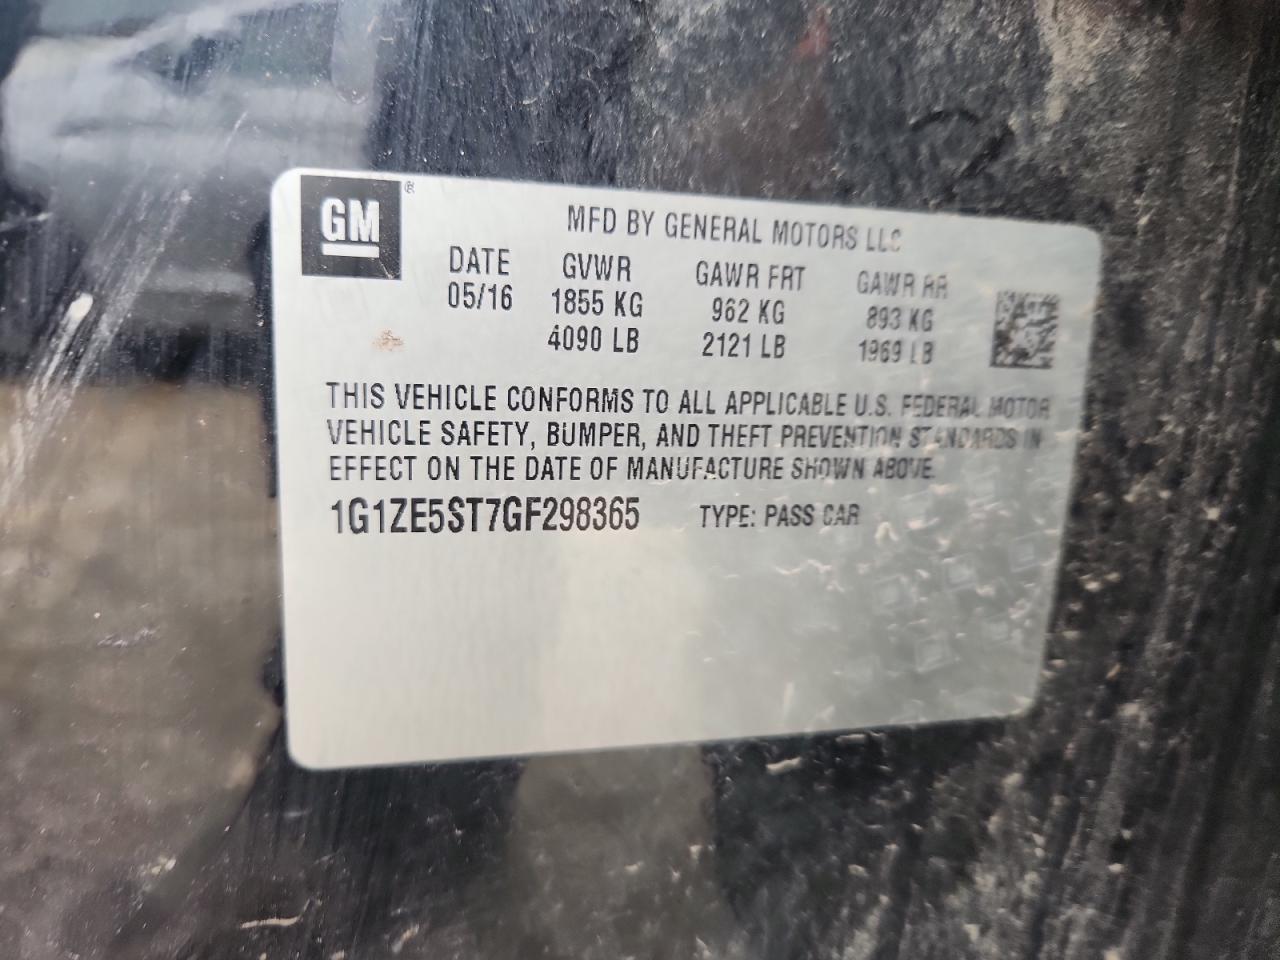 GM ®
MFD BY GENERAL MOTORS LLC
DATE GVWR GAWR FRT GAWR RR
05/16 1855 KG 962 KG 893 KG
4090 LB 2121 LB 1969 LB
THIS VEHICLE CONFORMS TO ALL APPLICABLE U.S. FEDERAL MOTOR
VEHICLE SAFETY, BUMPER, AND THEFT PREVENTION STANDARDS IN
EFFECT ON THE DATE OF MANUFACTURE SHOWN ABOVE.
1G1ZE5ST7GF298365 TYPE: PASS CAR